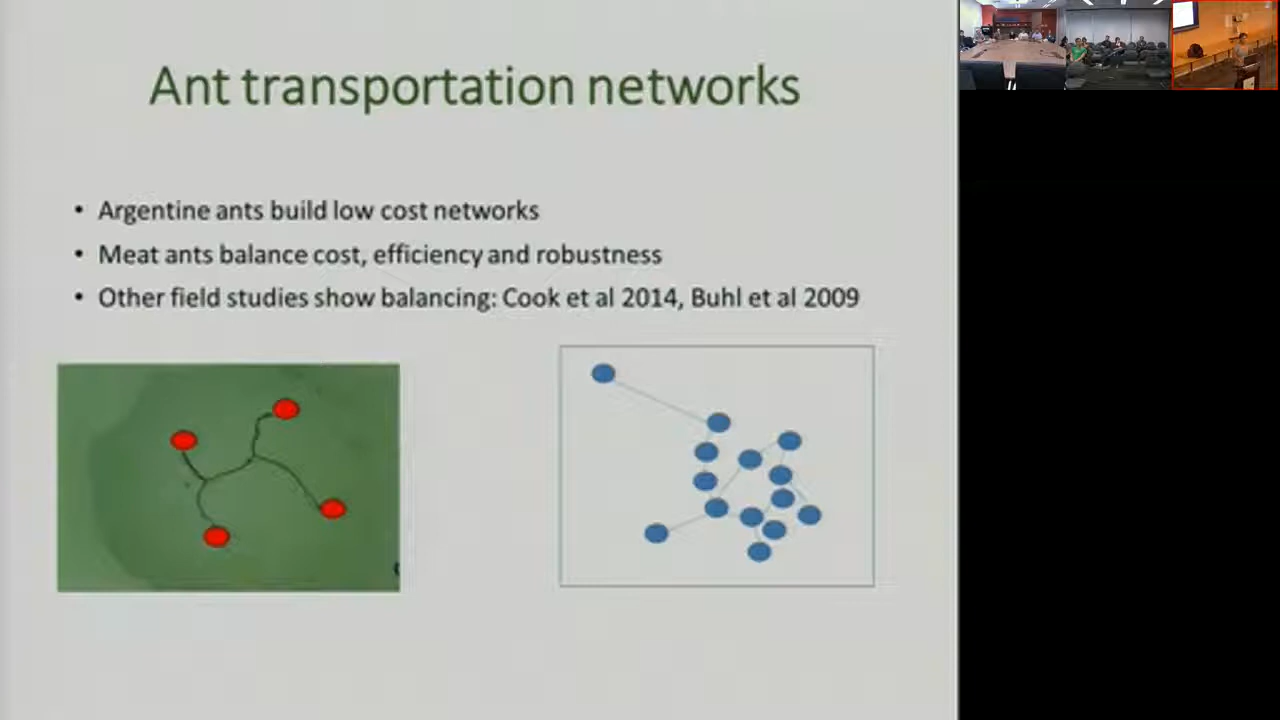 Ant transportation networks
• Argentine ants build low cost networks
• Meat ants balance cost, efficiency and robustness
• Other field studies show balancing: Cook et al 2014, Buhl et al 2009